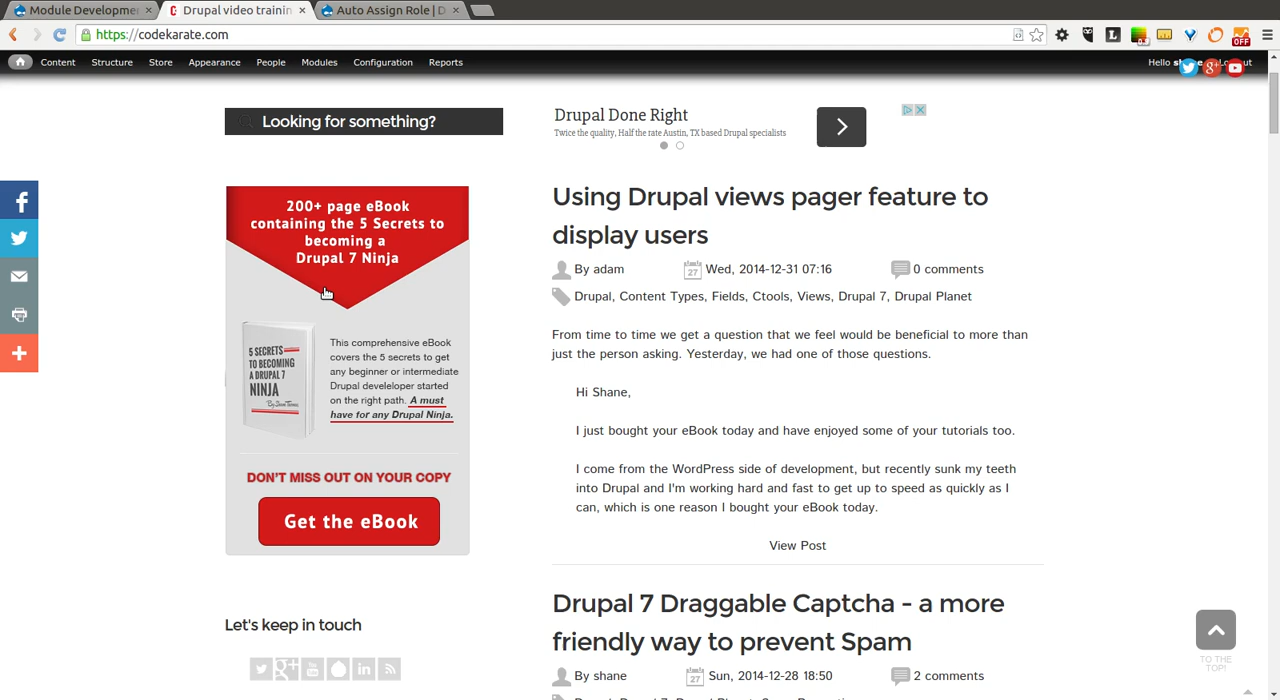 Module Developmen
Drupal video trainin
Auto Assign Role | D
https://codekarate.com
L
OFF
Content Structure Store Appearance People Modules Configuration Reports
Hello
Looking for something?
Drupal Done Right
Twice the quality, Half the rate Austin, TX based Drupal specialists
200+ page eBook
containing the 5 Secrets to
becoming a
Drupal 7 Ninja
5 SECRETS
TO BECOMING
A DRUPAL 7
NINJA
This comprehensive eBook
covers the 5 secrets to get
any beginner or intermediate
Drupal develeloper started
on the right path. A must
have for any Drupal Ninja.
DON'T MISS OUT ON YOUR COPY
Get the eBook
Let's keep in touch
Using Drupal views pager feature to
display users
By adam 27 Wed, 2014-12-31 07:16 0 comments
Drupal, Content Types, Fields, Ctools, Views, Drupal 7, Drupal Planet
From time to time we get a question that we feel would be beneficial to more than
just the person asking. Yesterday, we had one of those questions.
Hi Shane,
I just bought your eBook today and have enjoyed some of your tutorials too.
I come from the WordPress side of development, but recently sunk my teeth
into Drupal and I'm working hard and fast to get up to speed as quickly as I
can, which is one reason I bought your eBook today.
View Post
Drupal 7 Draggable Captcha - a more
friendly way to prevent Spam
By shane 27 Sun, 2014-12-28 18:50 2 comments
TO THE
TOP!